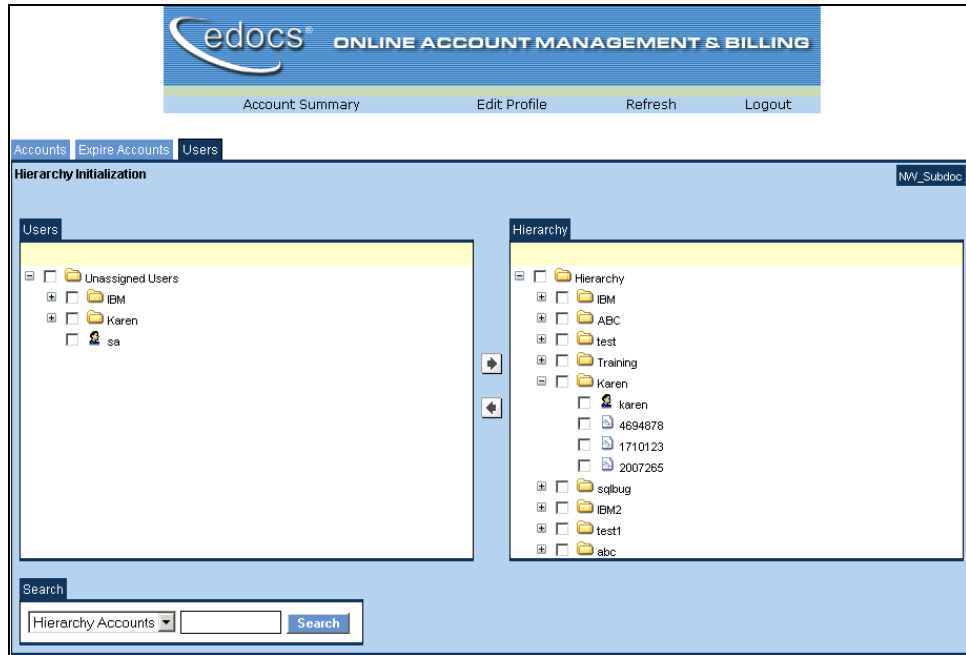 edocs® ONLINE ACCOUNT MANAGEMENT & BILLING
Account Summary Edit Profile Refresh Logout
Accounts Expire Accounts Users
Hierarchy Initialization NW_Subdoc
Users
Unassigned Users
IBM
Karen
sa
Hierarchy
Hierarchy
IBM
ABC
test
Training
Karen
karen
4694878
1710123
2007265
sqlbug
IBM2
test1
abc
Search
Hierarchy Accounts Search